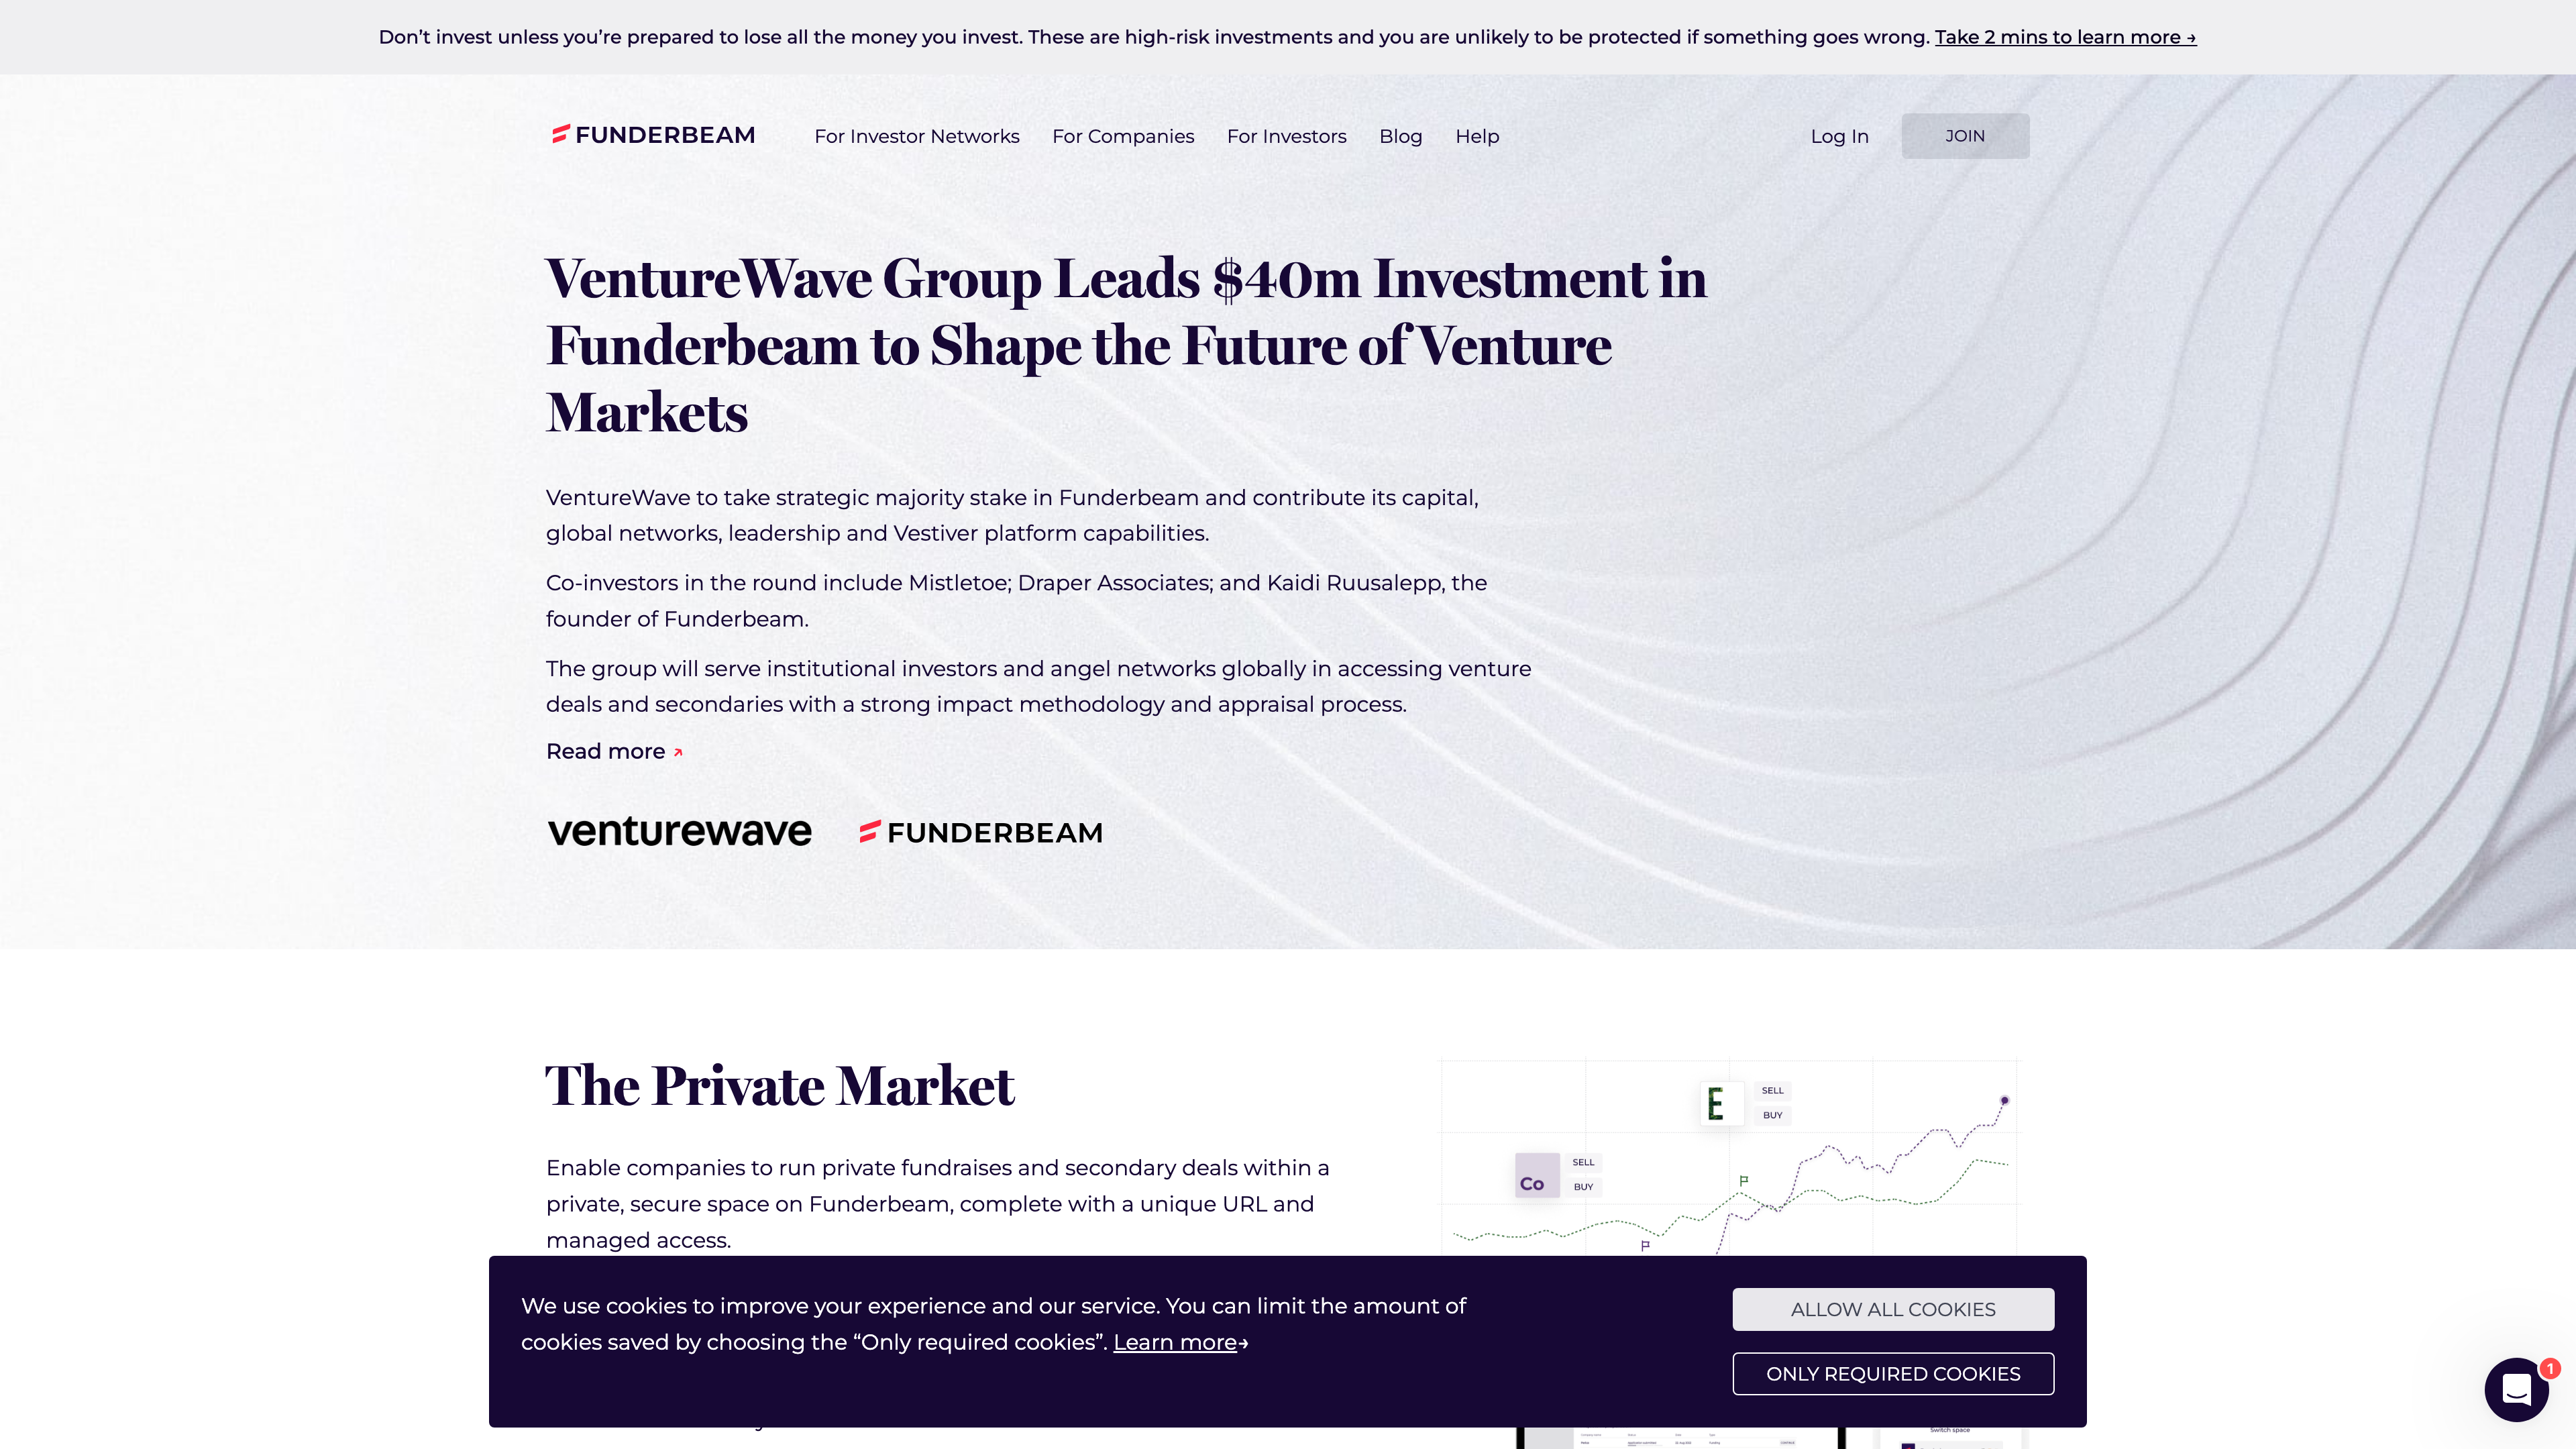 Don’t invest unless you’re prepared to lose all the money you invest. These are high-risk investments and you are unlikely to be protected if something goes wrong. Take 2 mins to learn more →
FUNDERBEAM For Investor Networks For Companies For Investors Blog Help Log In JOIN
VentureWave Group Leads $40m Investment in
Funderbeam to Shape the Future of Venture
Markets
VentureWave to take strategic majority stake in Funderbeam and contribute its capital,
global networks, leadership and Vestiver platform capabilities.
Co-investors in the round include Mistletoe; Draper Associates; and Kaidi Ruusalepp, the
founder of Funderbeam.
The group will serve institutional investors and angel networks globally in accessing venture
deals and secondaries with a strong impact methodology and appraisal process.
Read more ↗
venturewave FUNDERBEAM
The Private Market
Enable companies to run private fundraises and secondary deals within a
private, secure space on Funderbeam, complete with a unique URL and
managed access.
E SELL
BUY
Co SELL
BUY
We use cookies to improve your experience and our service. You can limit the amount of
cookies saved by choosing the “Only required cookies”. Learn more→
ALLOW ALL COOKIES
ONLY REQUIRED COOKIES
1
Switch space